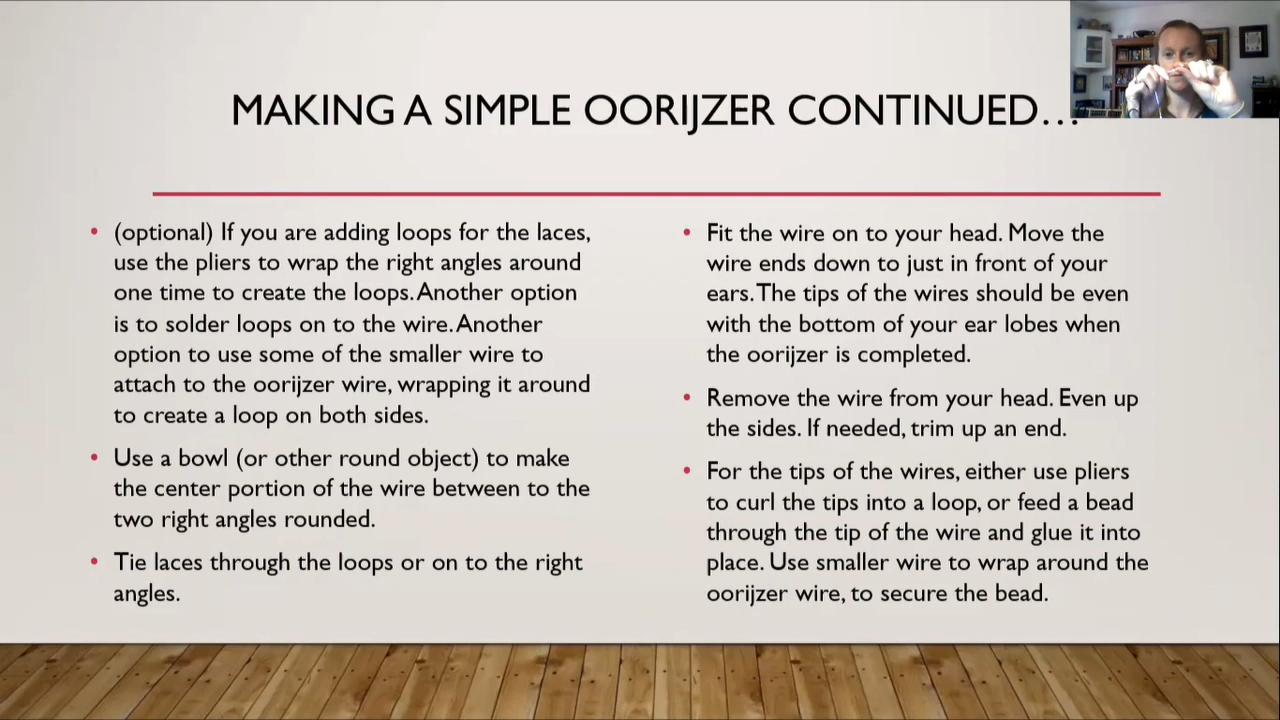 MAKING A SIMPLE OORIJZER CONTINUED...
• (optional) If you are adding loops for the laces,
use the pliers to wrap the right angles around
one time to create the loops. Another option
is to solder loops on to the wire. Another
option to use some of the smaller wire to
attach to the oorijzer wire, wrapping it around
to create a loop on both sides.
• Use a bowl (or other round object) to make
the center portion of the wire between to the
two right angles rounded.
• Tie laces through the loops or on to the right
angles.
• Fit the wire on to your head. Move the
wire ends down to just in front of your
ears. The tips of the wires should be even
with the bottom of your ear lobes when
the oorijzer is completed.
• Remove the wire from your head. Even up
the sides. If needed, trim up an end.
• For the tips of the wires, either use pliers
to curl the tips into a loop, or feed a bead
through the tip of the wire and glue it into
place. Use smaller wire to wrap around the
oorijzer wire, to secure the bead.